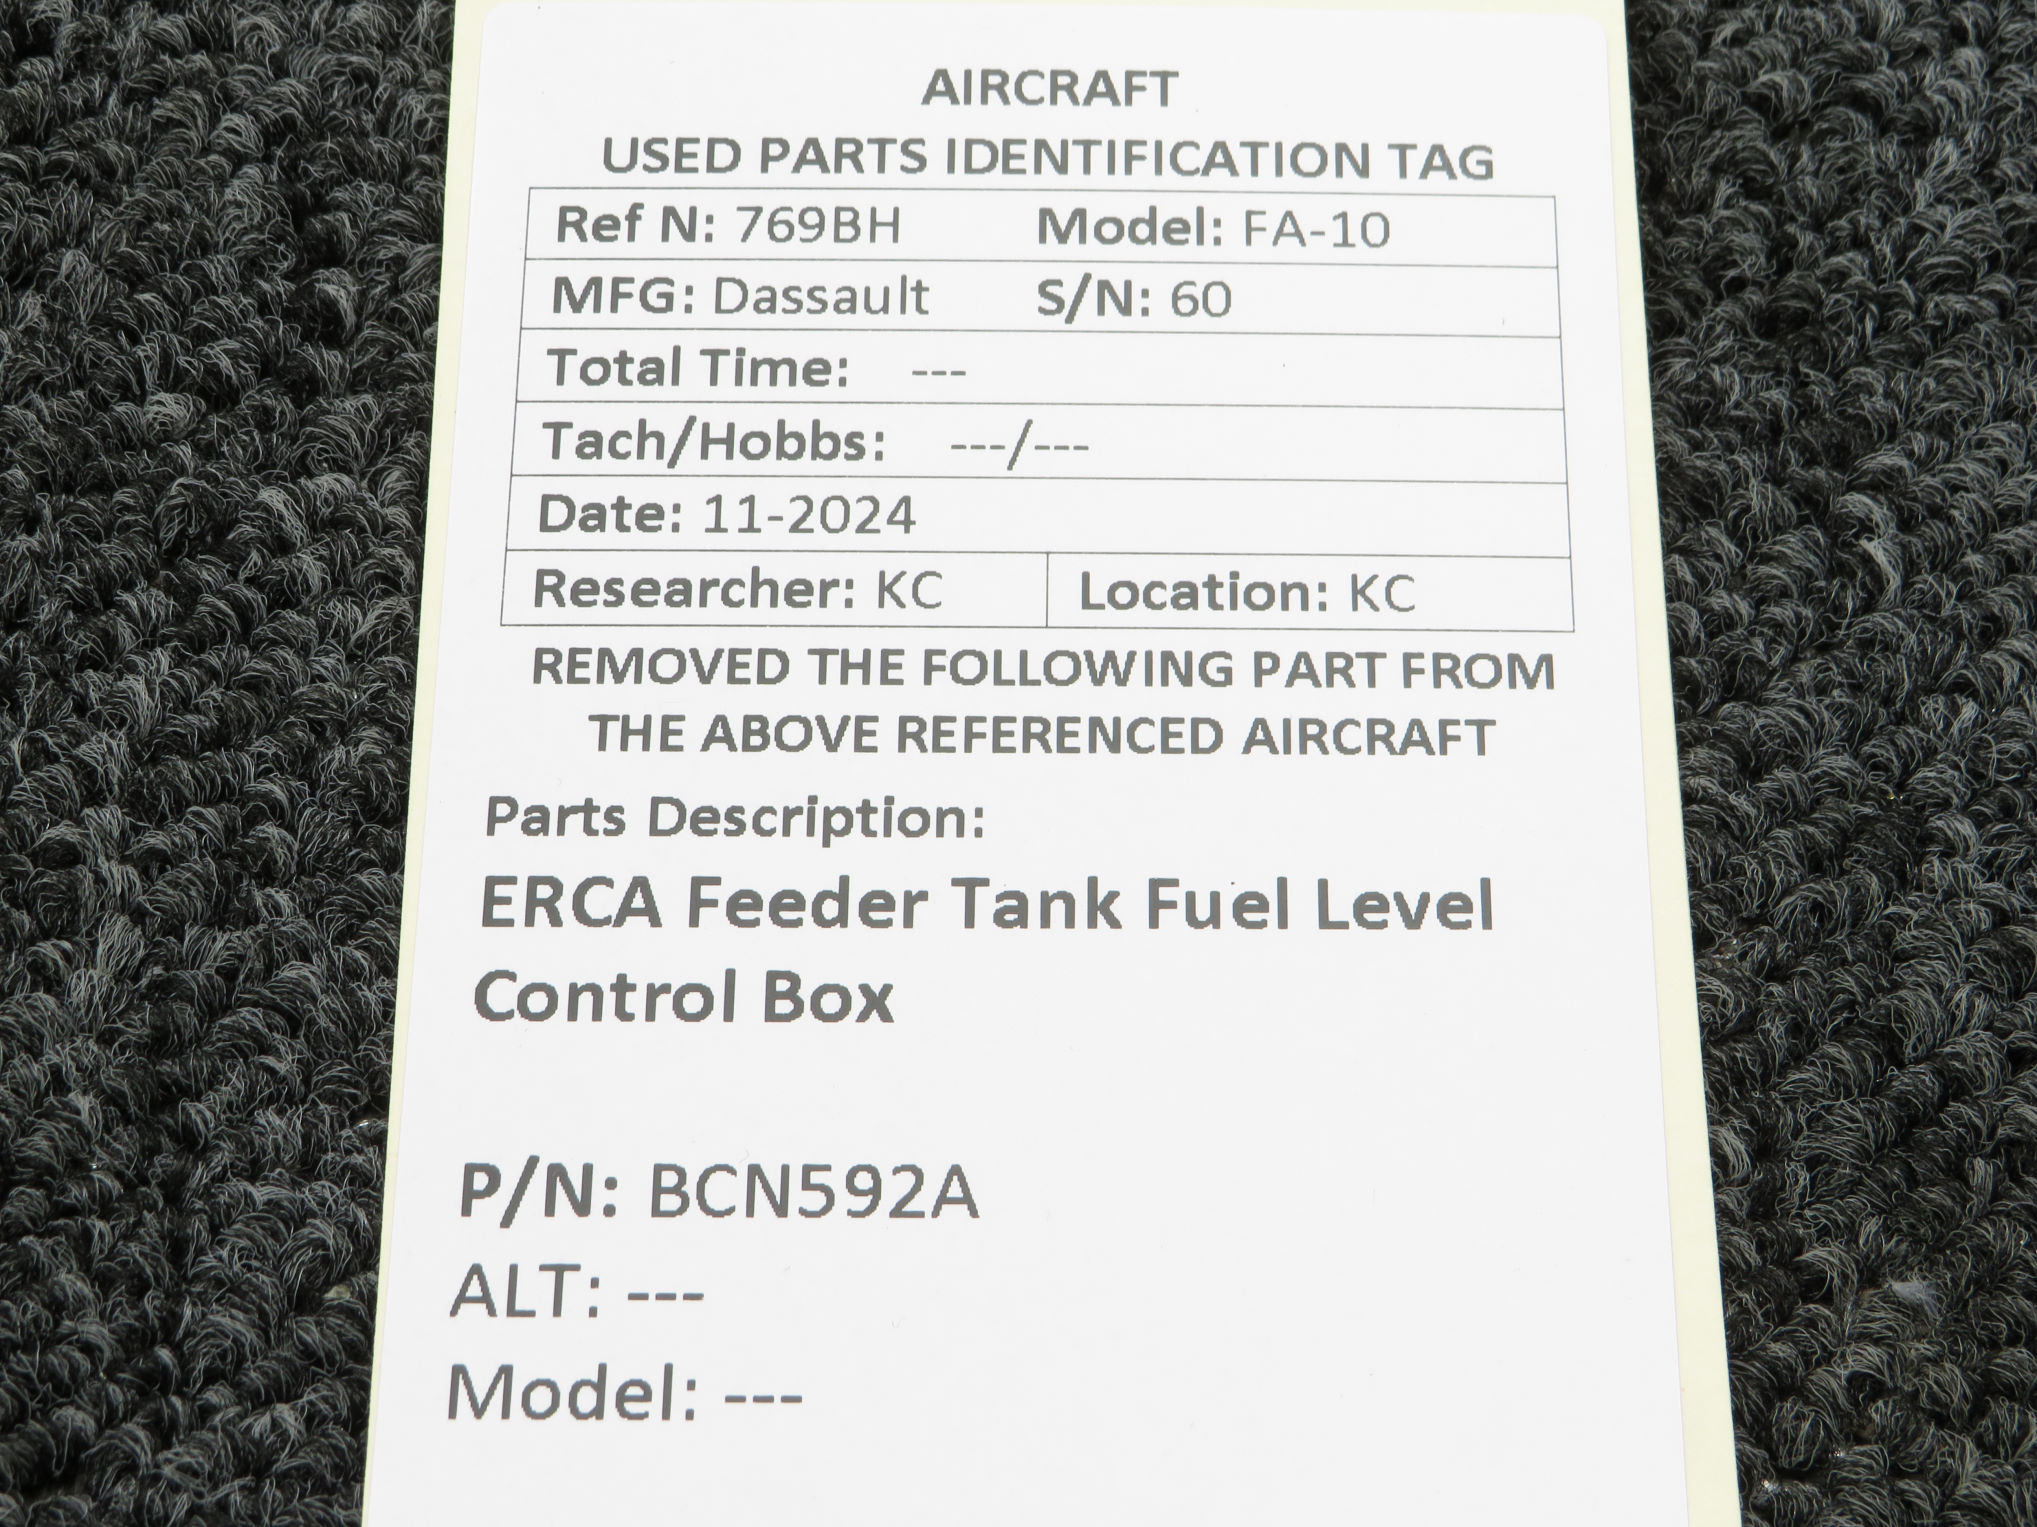 AIRCRAFT
USED PARTS IDENTIFICATION TAG
Ref N: 769BH Model: FA-10
MFG: Dassault S/N: 60
Total Time: ---
Tach/Hobbs: ---/---
Date: 11-2024
Researcher: KC Location: KC
REMOVED THE FOLLOWING PART FROM
THE ABOVE REFERENCED AIRCRAFT
Parts Description:
ERCA Feeder Tank Fuel Level
Control Box
P/N: BCN592A
ALT: ---
Model: ---